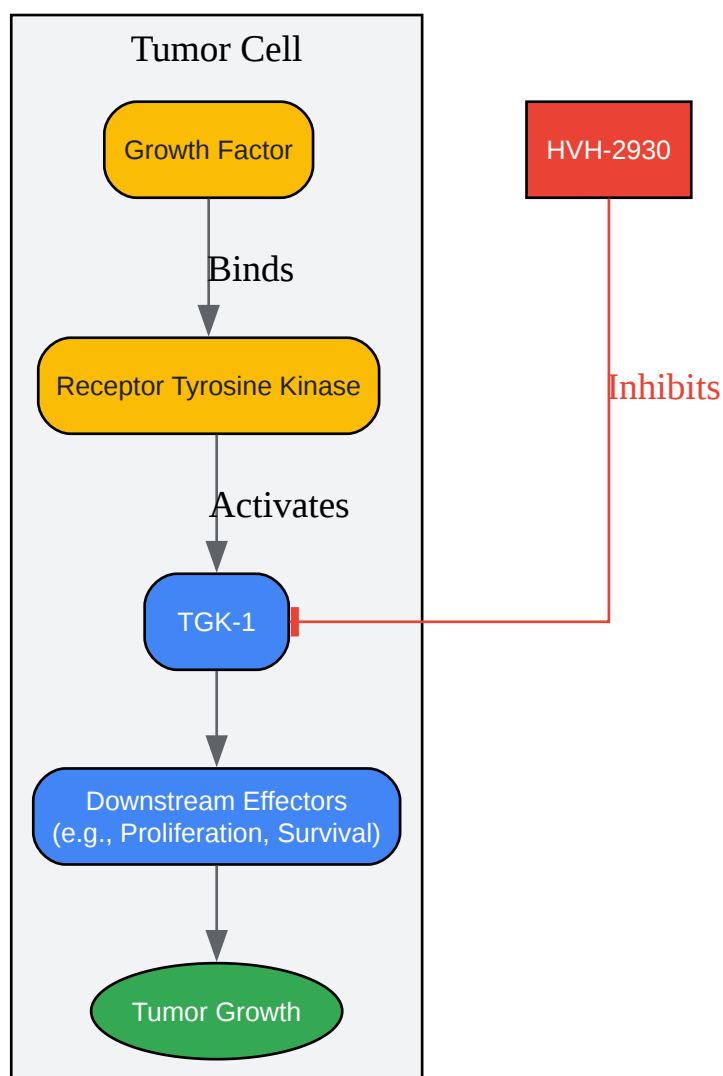 Tumor Cell
Growth Factor
HVH-2930
Binds
Receptor Tyrosine Kinase
Inhibits
Activates
TGK-1
Downstream Effectors
(e.g., Proliferation, Survival)
Tumor Growth